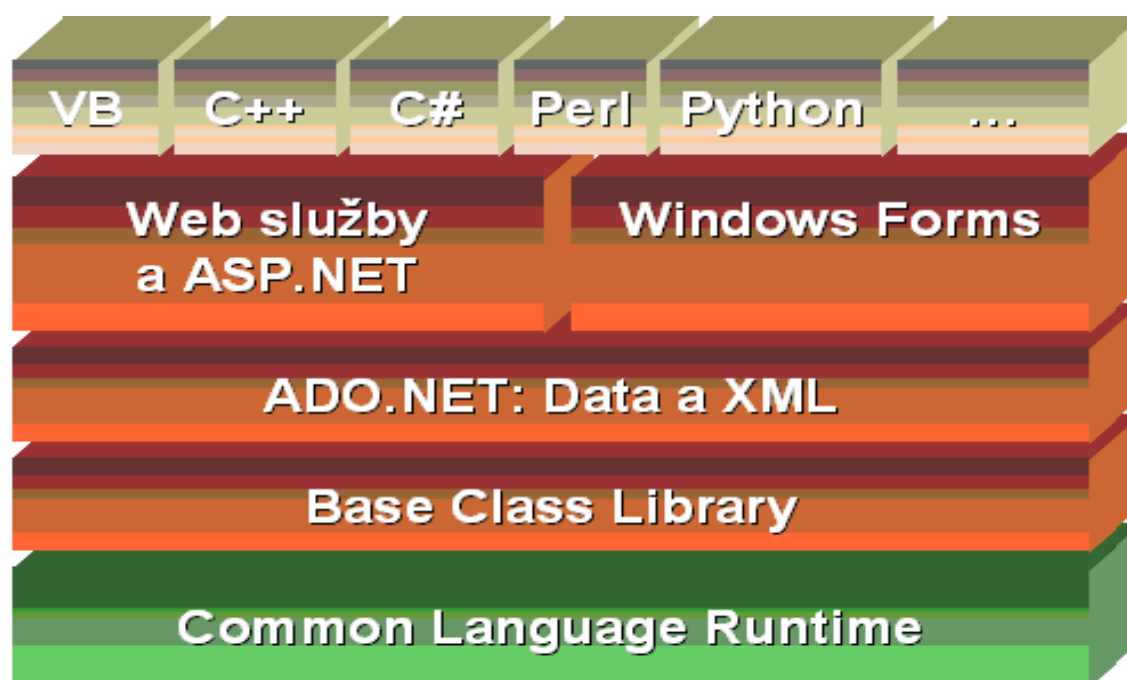 VB
C++
C#
Perl
Python
...
Web služby
a ASP.NET
Windows Forms
ADO.NET: Data a XML
Base Class Library
Common Language Runtime